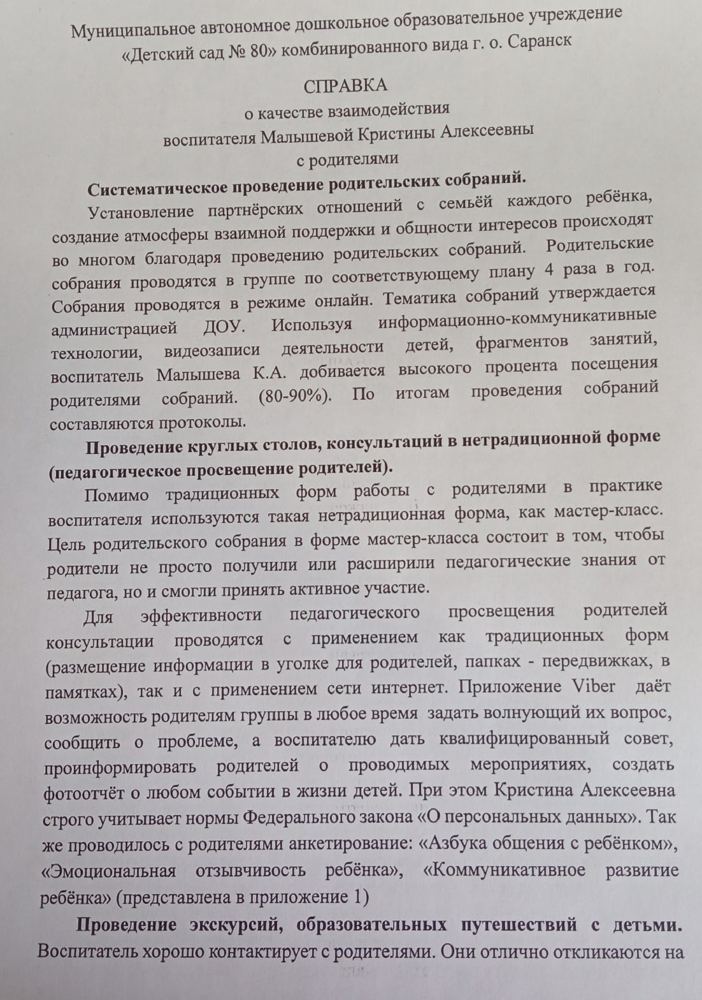 Муниципальное автономное дошкольное образовательное учреждение
«Детский сад № 80» комбинированного вида г. о. Саранск
СПРАВКА
о качестве взаимодействия
воспитателя Малышевой Кристины Алексеевны
с родителями
Систематическое проведение родительских собраний.
Установление партнёрских отношений с семьёй каждого ребёнка,
создание атмосферы взаимной поддержки и общности интересов происходят
во многом благодаря проведению родительских собраний. Родительские
собрания проводятся в группе по соответствующему плану 4 раза в год.
Собрания проводятся в режиме онлайн. Тематика собраний утверждается
администрацией ДОУ. Используя информационно-коммуникативные
технологии, видеозаписи деятельности детей, фрагментов занятий,
воспитатель Малышева К.А. добивается высокого процента посещения
родителями собраний. (80-90%). По итогам проведения собраний
составляются протоколы.
Проведение круглых столов, консультаций в нетрадиционной форме
(педагогическое просвещение родителей).
Помимо традиционных форм работы с родителями в практике
воспитателя используются такая нетрадиционная форма, как мастер-класс.
Цель родительского собрания в форме мастер-класса состоит в том, чтобы
родители не просто получили или расширили педагогические знания от
педагога, но и смогли принять активное участие.
Для эффективности педагогического просвещения родителей
консультации проводятся с применением как традиционных форм
(размещение информации в уголке для родителей, папках - передвижках, в
памятках), так и с применением сети интернет. Приложение Viber даёт
возможность родителям группы в любое время задать волнующий их вопрос,
сообщить о проблеме, а воспитателю дать квалифицированный совет,
проинформировать родителей о проводимых мероприятиях, создать
фотоотчёт о любом событии в жизни детей. При этом Кристина Алексеевна
строго учитывает нормы Федерального закона «О персональных данных». Так
же проводилось с родителями анкетирование: «Азбука общения с ребёнком»,
«Эмоциональная отзывчивость ребёнка», «Коммуникативное развитие
ребёнка» (представлена в приложение 1)
Проведение экскурсий, образовательных путешествий с детьми.
Воспитатель хорошо контактирует с родителями. Они отлично откликаются на